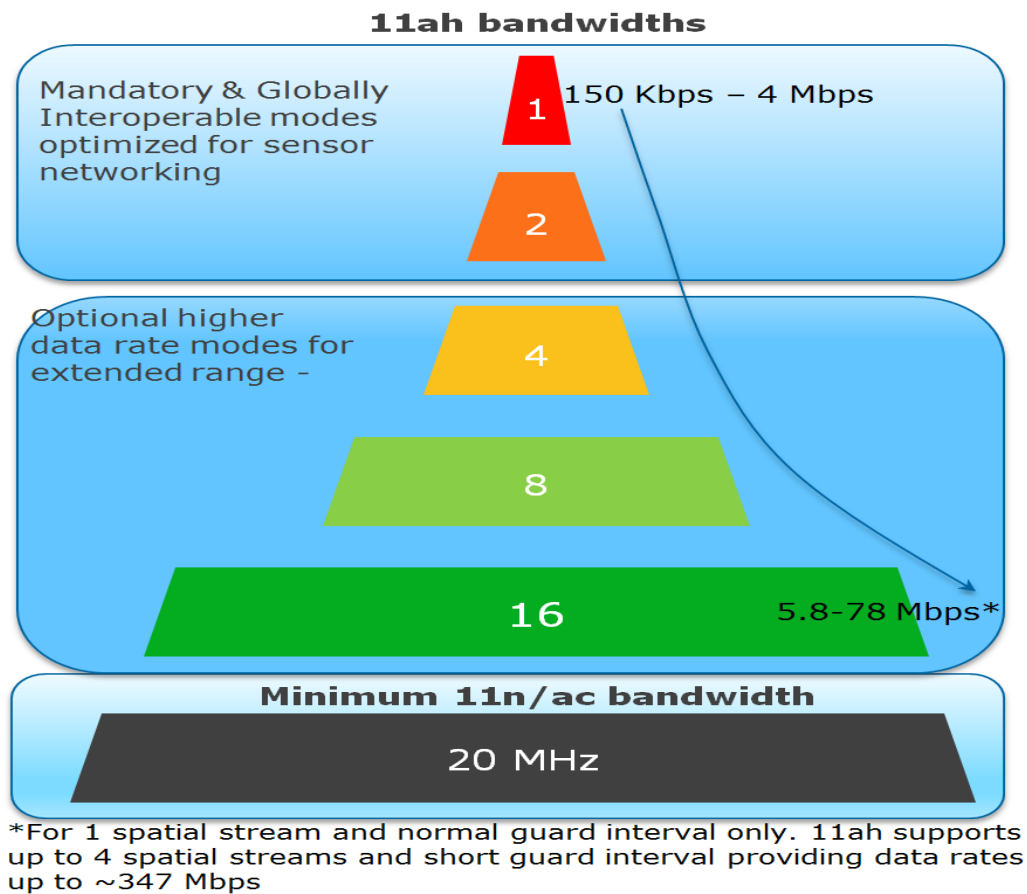 11ah bandwidths
Mandatory & Globally
Interoperable modes
optimized for sensor
networking
1
150 Kbps – 4 Mbps
2
Optional higher
data rate modes for
extended range -
4
8
16
5.8-78 Mbps*
Minimum 11n/ac bandwidth
20 MHz
*For 1 spatial stream and normal guard interval only. 11ah supports
up to 4 spatial streams and short guard interval providing data rates
up to ~347 Mbps